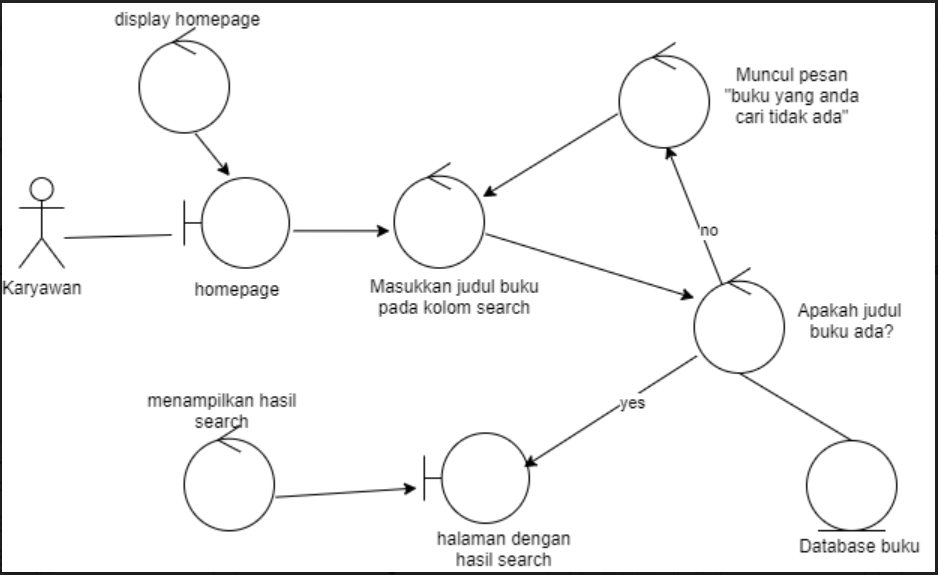 display homepage
Muncul pesan
"buku yang anda
cari tidak ada"
Karyawan
homepage
Masukkan judul buku
pada kolom search
no
Apakah judul
buku ada?
yes
menampilkan hasil
search
halaman dengan
hasil search
Database buku